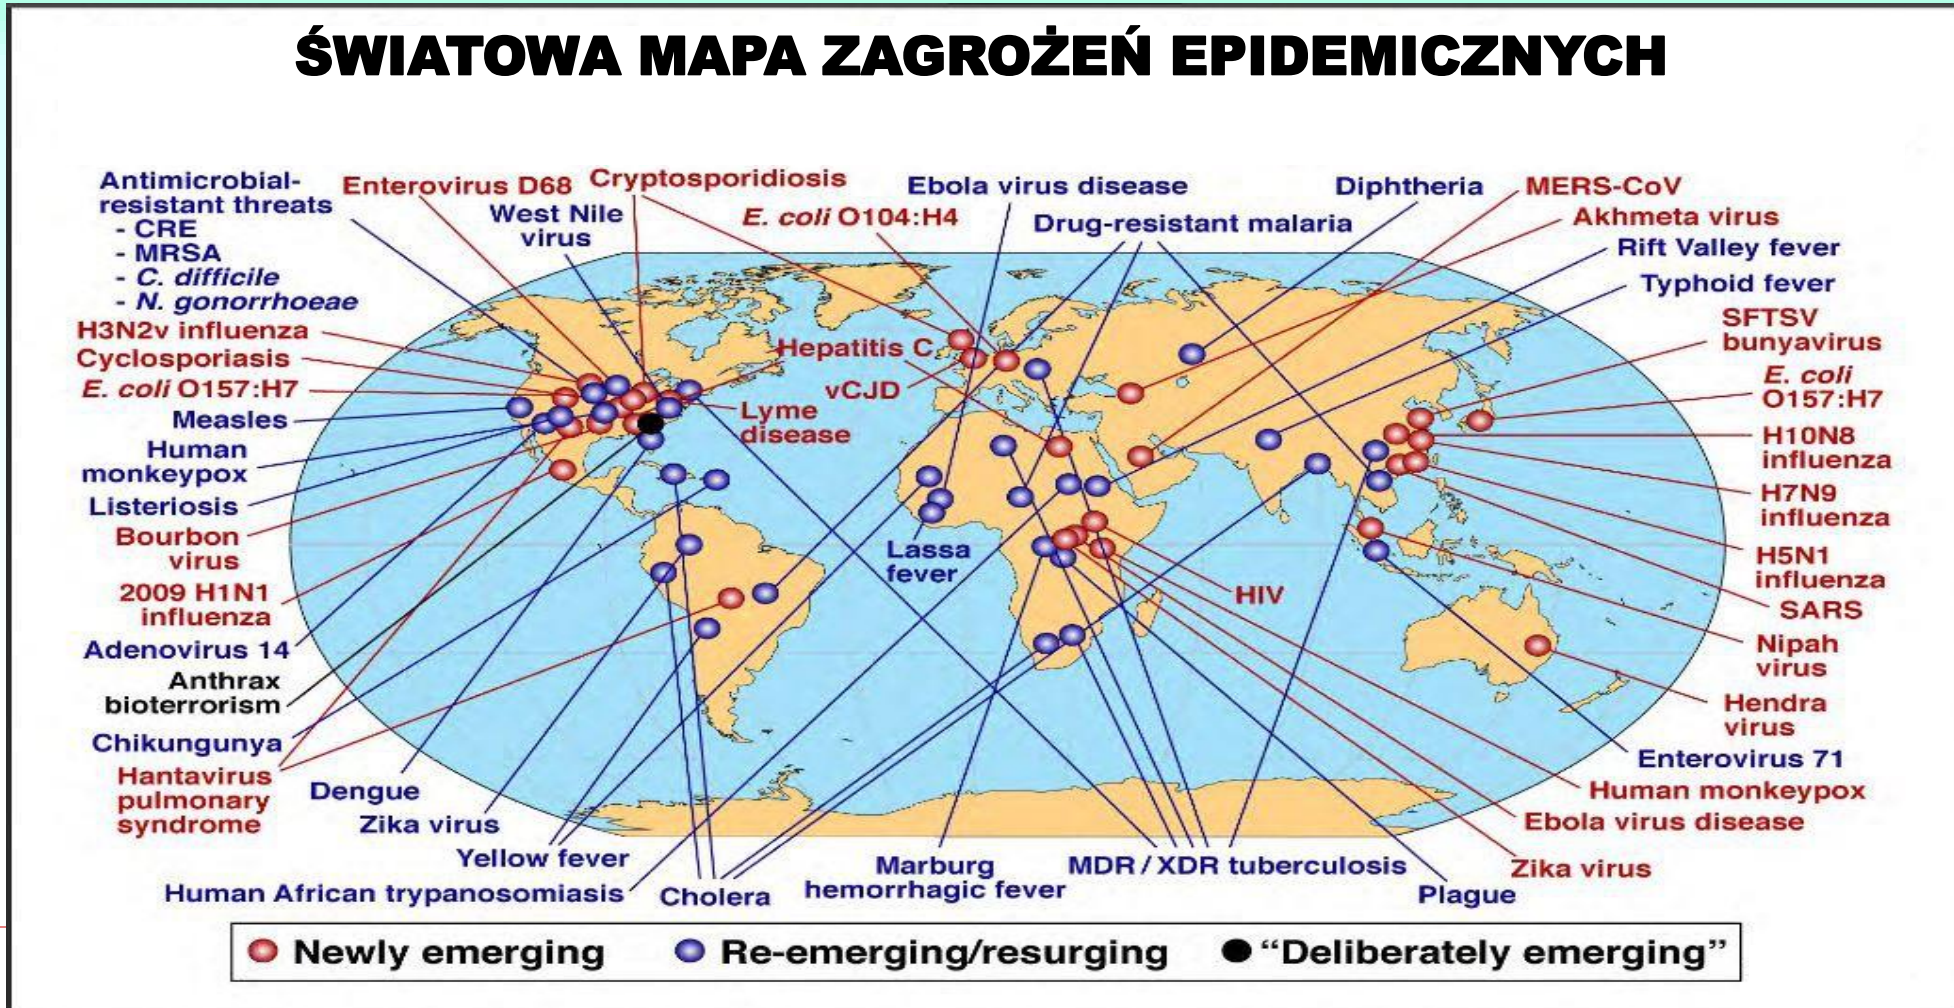 ŚWIATOWA MAPA ZAGROŻEŃ EPIDEMICZNYCH
Antimicrobial-
resistant threats
- CRE
- MRSA
- C. difficile
- N. gonorrhoeae
Enterovirus D68
Cryptosporidiosis
West Nile
virus
E. coli O104:H4
Ebola virus disease
Drug-resistant malaria
Diphtheria
MERS-CoV
Akhmeta virus
Rift Valley fever
Typhoid fever
SFTSV
bunyavirus
E. coli
O157:H7
H10N8
influenza
H7N9
influenza
H5N1
influenza
SARS
Nipah
virus
Hendra
virus
Enterovirus 71
Human monkeypox
Ebola virus disease
Zika virus
Plague
H3N2v influenza
Cyclosporiasis
E. coli O157:H7
Measles
Human
monkeypox
Listeriosis
Bourbon
virus
2009 H1N1
influenza
Adenovirus 14
Anthrax
bioterrorism
Chikungunya
Hantavirus
pulmonary
syndrome
Dengue
Zika virus
Yellow fever
Human African trypanosomiasis
Cholera
Marburg
hemorrhagic fever
MDR / XDR tuberculosis
Hepatitis C
vCJD
Lyme
disease
Lassa
fever
HIV
Newly emerging
Re-emerging/resurging
“Deliberately emerging”